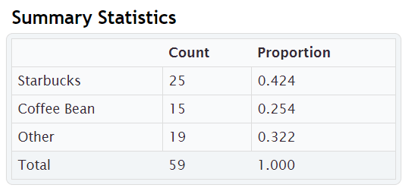 Summary Statistics
Count Proportion
Starbucks 25 0.424
Coffee Bean 15 0.254
Other 19 0.322
Total 59 1.000